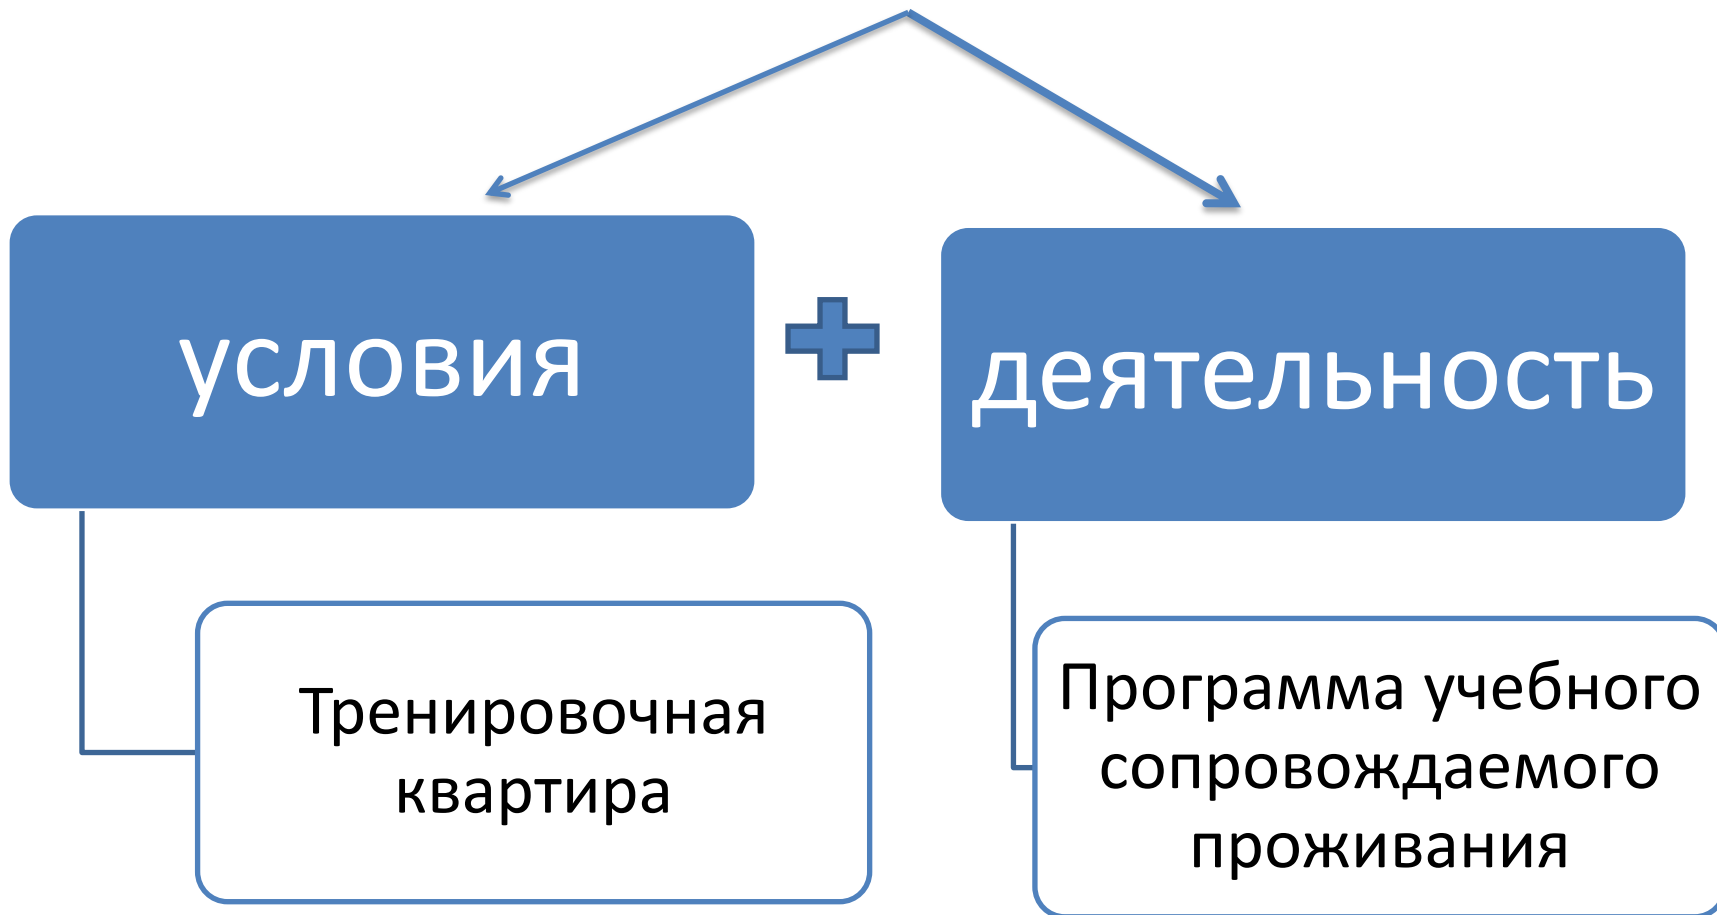 условия
деятельность
Тренировочная
квартира
Программа учебного
сопровождаемого
проживания